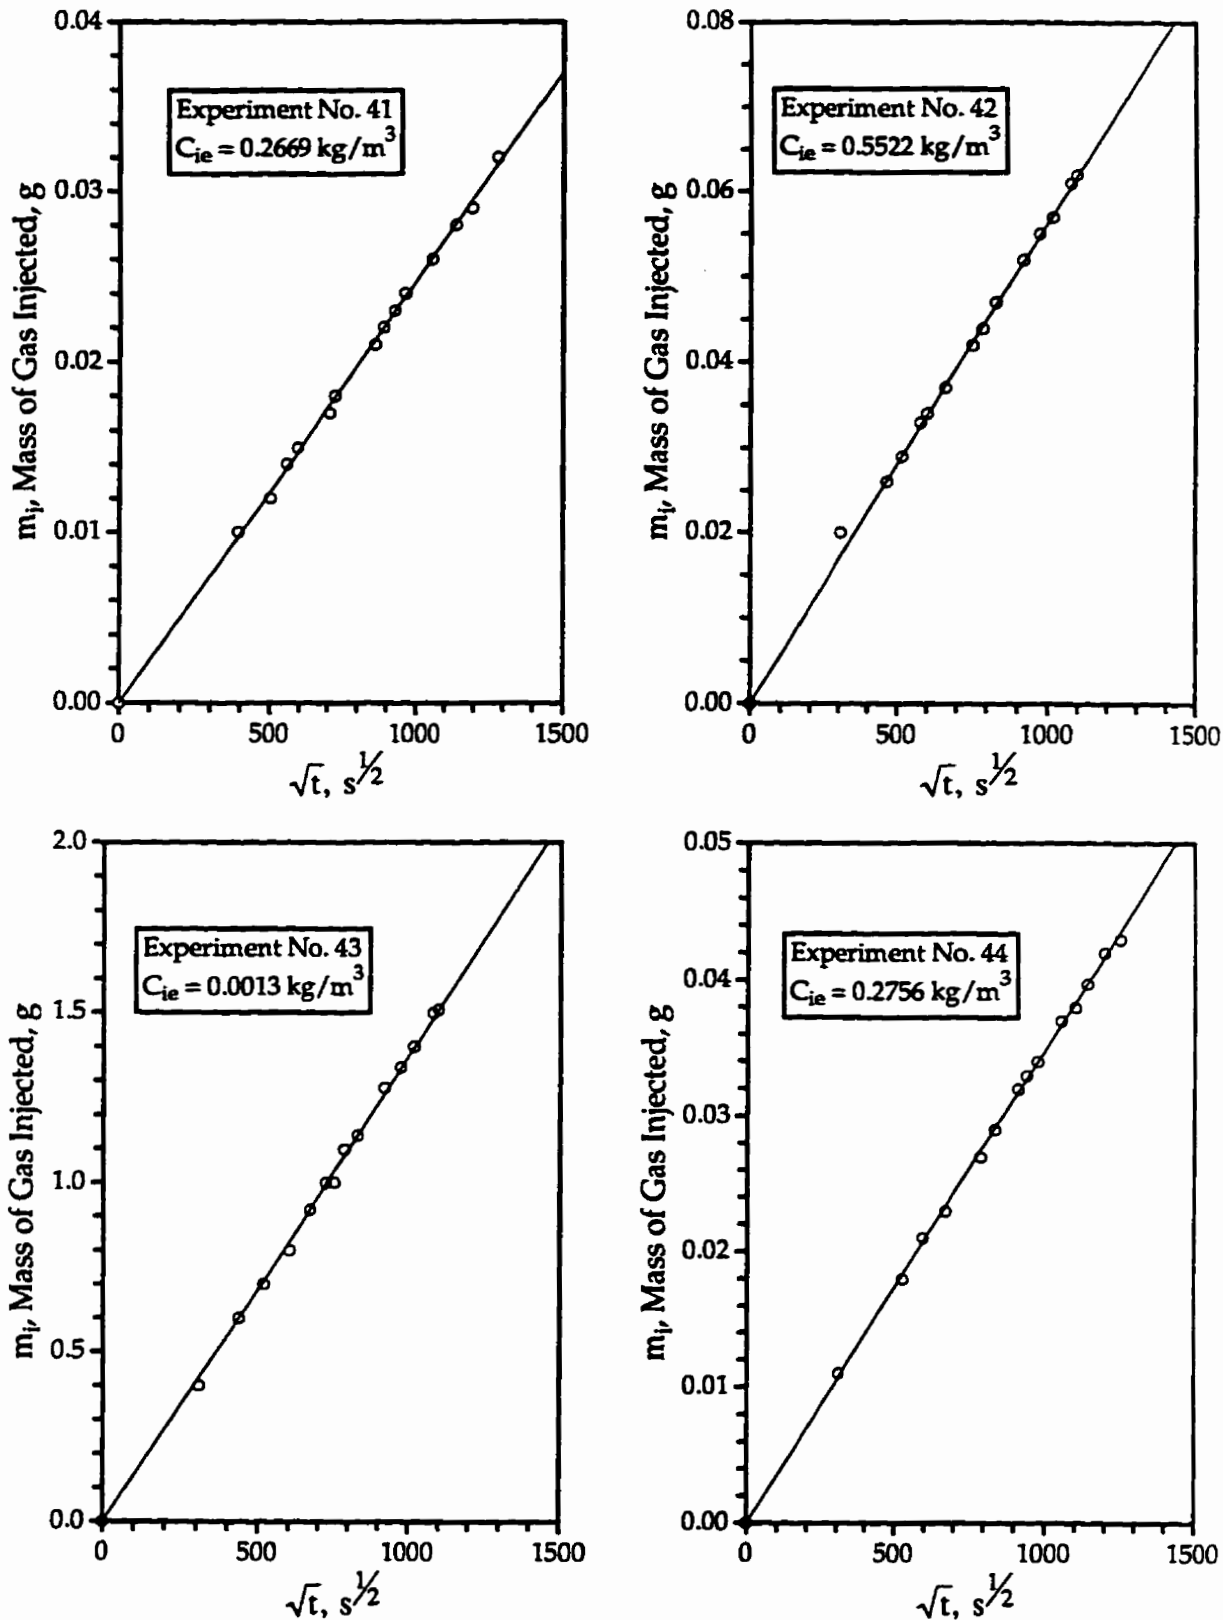 0.04
0.03
0.02
0.01
0.00
m_i, Mass of Gas Injected, g
Experiment No. 41
C_ie = 0.2669 kg/m³
0 500 1000 1500
√t, s^1/2
0.08
0.06
0.04
0.02
0.00
m_i, Mass of Gas Injected, g
Experiment No. 42
C_ie = 0.5522 kg/m³
0 500 1000 1500
√t, s^1/2
2.0
1.5
1.0
0.5
0.0
m_i, Mass of Gas Injected, g
Experiment No. 43
C_ie = 0.0013 kg/m³
0 500 1000 1500
√t, s^1/2
0.05
0.04
0.03
0.02
0.01
0.00
m_i, Mass of Gas Injected, g
Experiment No. 44
C_ie = 0.2756 kg/m³
0 500 1000 1500
√t, s^1/2